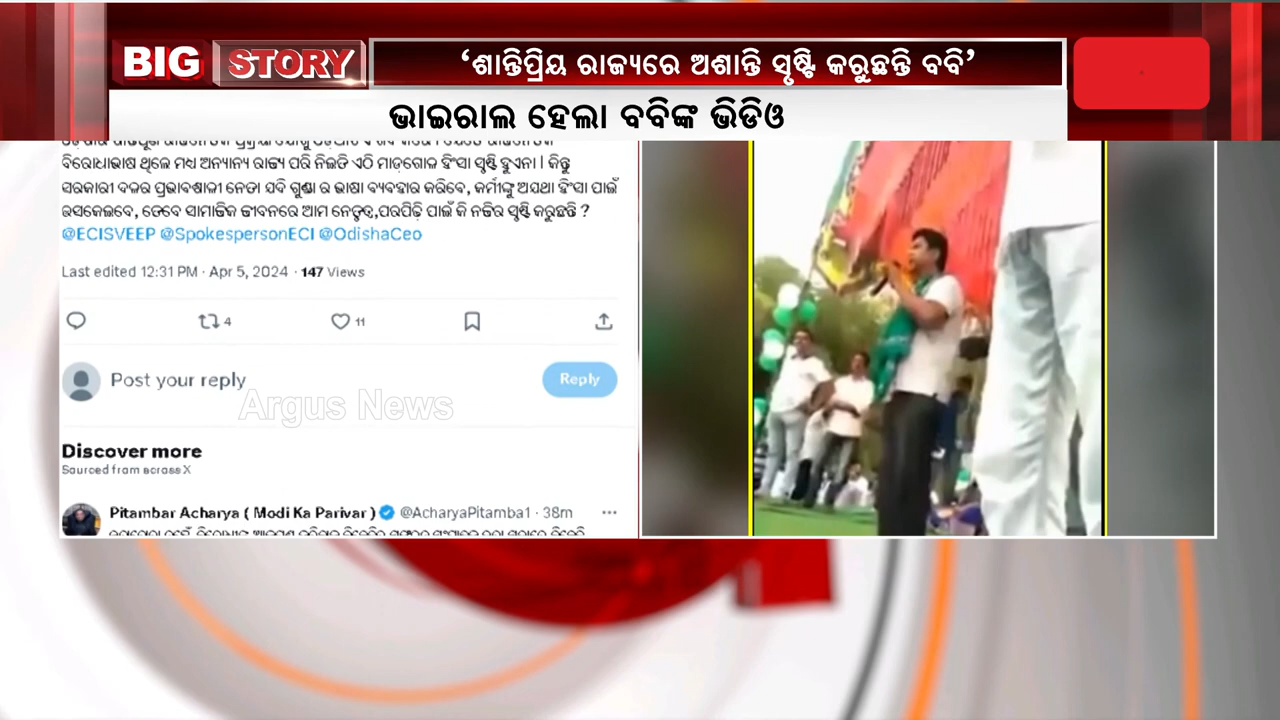 BIG STORY
‘ଶାନ୍ତିପ୍ରିୟ ରାଜ୍ୟରେ ଅଶାନ୍ତି ସୃଷ୍ଟି କରୁଛନ୍ତି ବବି’
ଭାଇରାଲ ହେଲା ବବିଙ୍କ ଭିଡିଓ
ବିରୋଧାଭାଷ ଥିଲେ ମଧ୍ୟ ଅନ୍ୟାନ୍ୟ ରାଜ୍ୟ ପରି ନିଇତି ଏଠି ମାଡ଼ଗୋଳ ହିଂସା ସୃଷ୍ଟି ହୁଏନା । କିନ୍ତୁ
ସରକାରୀ ଦଳର ପ୍ରଭାବଶାଳୀ ନେତା ଯଦି ଗୁଣ୍ଡା ର ଭାଷା ବ୍ୟବହାର କରିବେ, କର୍ମୀଙ୍କୁ ଅଯଥା ହିଂସା ପାଇଁ
ଉସକେଇବେ, ତେବେ ସାମାଜିକ ଜୀବନରେ ଆମ ନେତୃତ୍ୱ,ପରପିଢ଼ି ପାଇଁ କି ନଜିର ସୃଷ୍ଟି କରୁଛନ୍ତି ?
@ECISVEEP @SpokespersonECI @OdishaCeo
Last edited 12:31 PM · Apr 5, 2024 · 147 Views
4 11
Post your reply
Reply
Argus News
Discover more
Sourced from across X
Pitambar Acharya ( Modi Ka Parivar ) @AcharyaPitamba1 · 38m